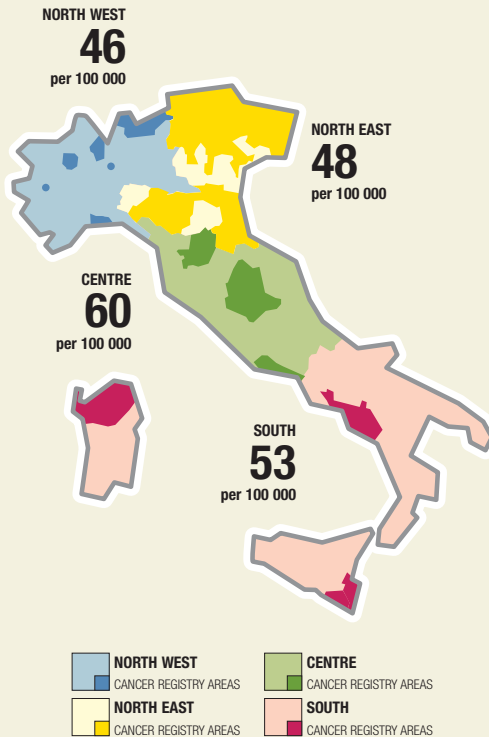 NORTH WEST
46
per 100 000
NORTH EAST
48
per 100 000
CENTRE
60
per 100 000
SOUTH
53
per 100 000
NORTH WEST
CANCER REGISTRY AREAS
NORTH EAST
CANCER REGISTRY AREAS
CENTRE
CANCER REGISTRY AREAS
SOUTH
CANCER REGISTRY AREAS